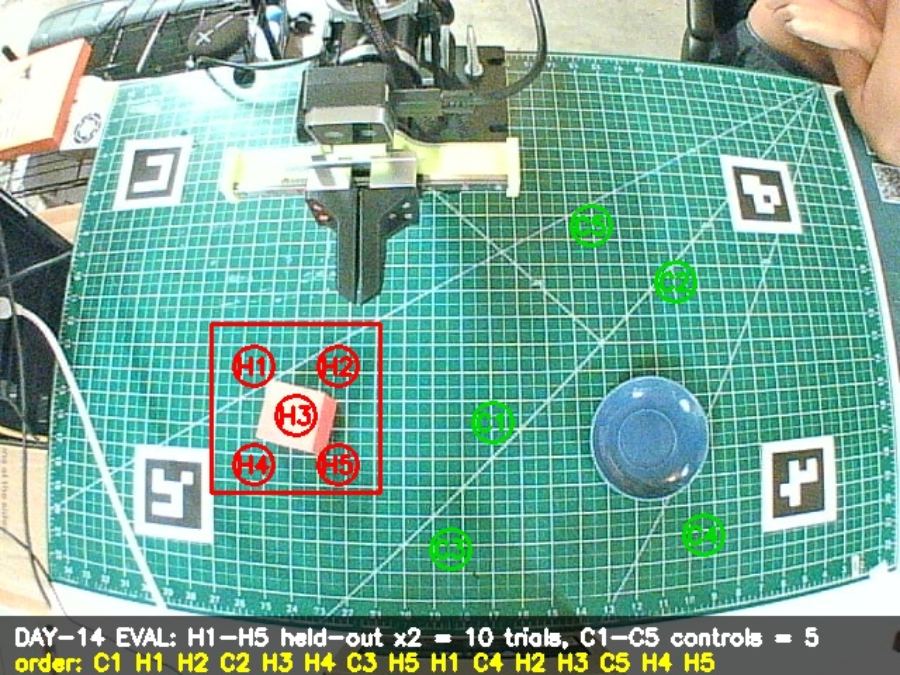 C5
C2
H1 H2
H3
C1
H4 H5
C3
C4
DAY-14 EVAL: H1-H5 held-out x2 = 10 trials, C1-C5 controls = 5
order: C1 H1 H2 C2 H3 H4 C3 H5 H1 C4 H2 H3 C5 H4 H5